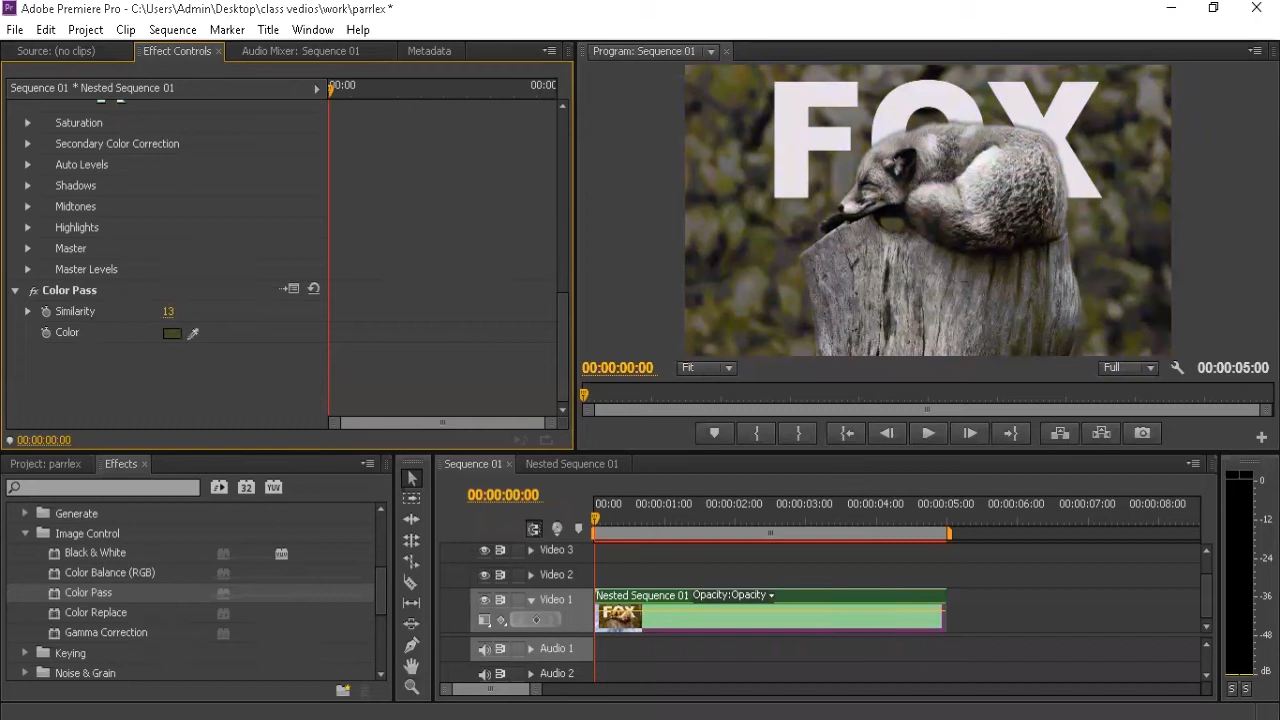 Adobe Premiere Pro - C:\Users\Admin\Desktop\class vedios\work\parrlex *
File Edit Project Clip Sequence Marker Title Window Help
Source: (no clips) Effect Controls Audio Mixer: Sequence 01 Metadata
Program: Sequence 01
Sequence 01 * Nested Sequence 01
00:00 00:00
Saturation
Secondary Color Correction
Auto Levels
Shadows
Midtones
Highlights
Master
Master Levels
fx Color Pass
Similarity 13
Color
00:00:00:00
FOX
00:00:00:00 Fit Full 00:00:05:00
Project: parrlex Effects
32 YUV
Generate
Image Control
Black & White YUV
Color Balance (RGB)
Color Pass
Color Replace
Gamma Correction
Keying
Noise & Grain
Sequence 01 Nested Sequence 01
00:00:00:00
00:00 00:00:01:00 00:00:02:00 00:00:03:00 00:00:04:00 00:00:05:00 00:00:06:00 00:00:07:00 00:00:08:00
Video 3
Video 2
Video 1
Nested Sequence 01 Opacity:Opacity
FOX
Audio 1
Audio 2
0
-12
-24
-36
-48
dB
S S